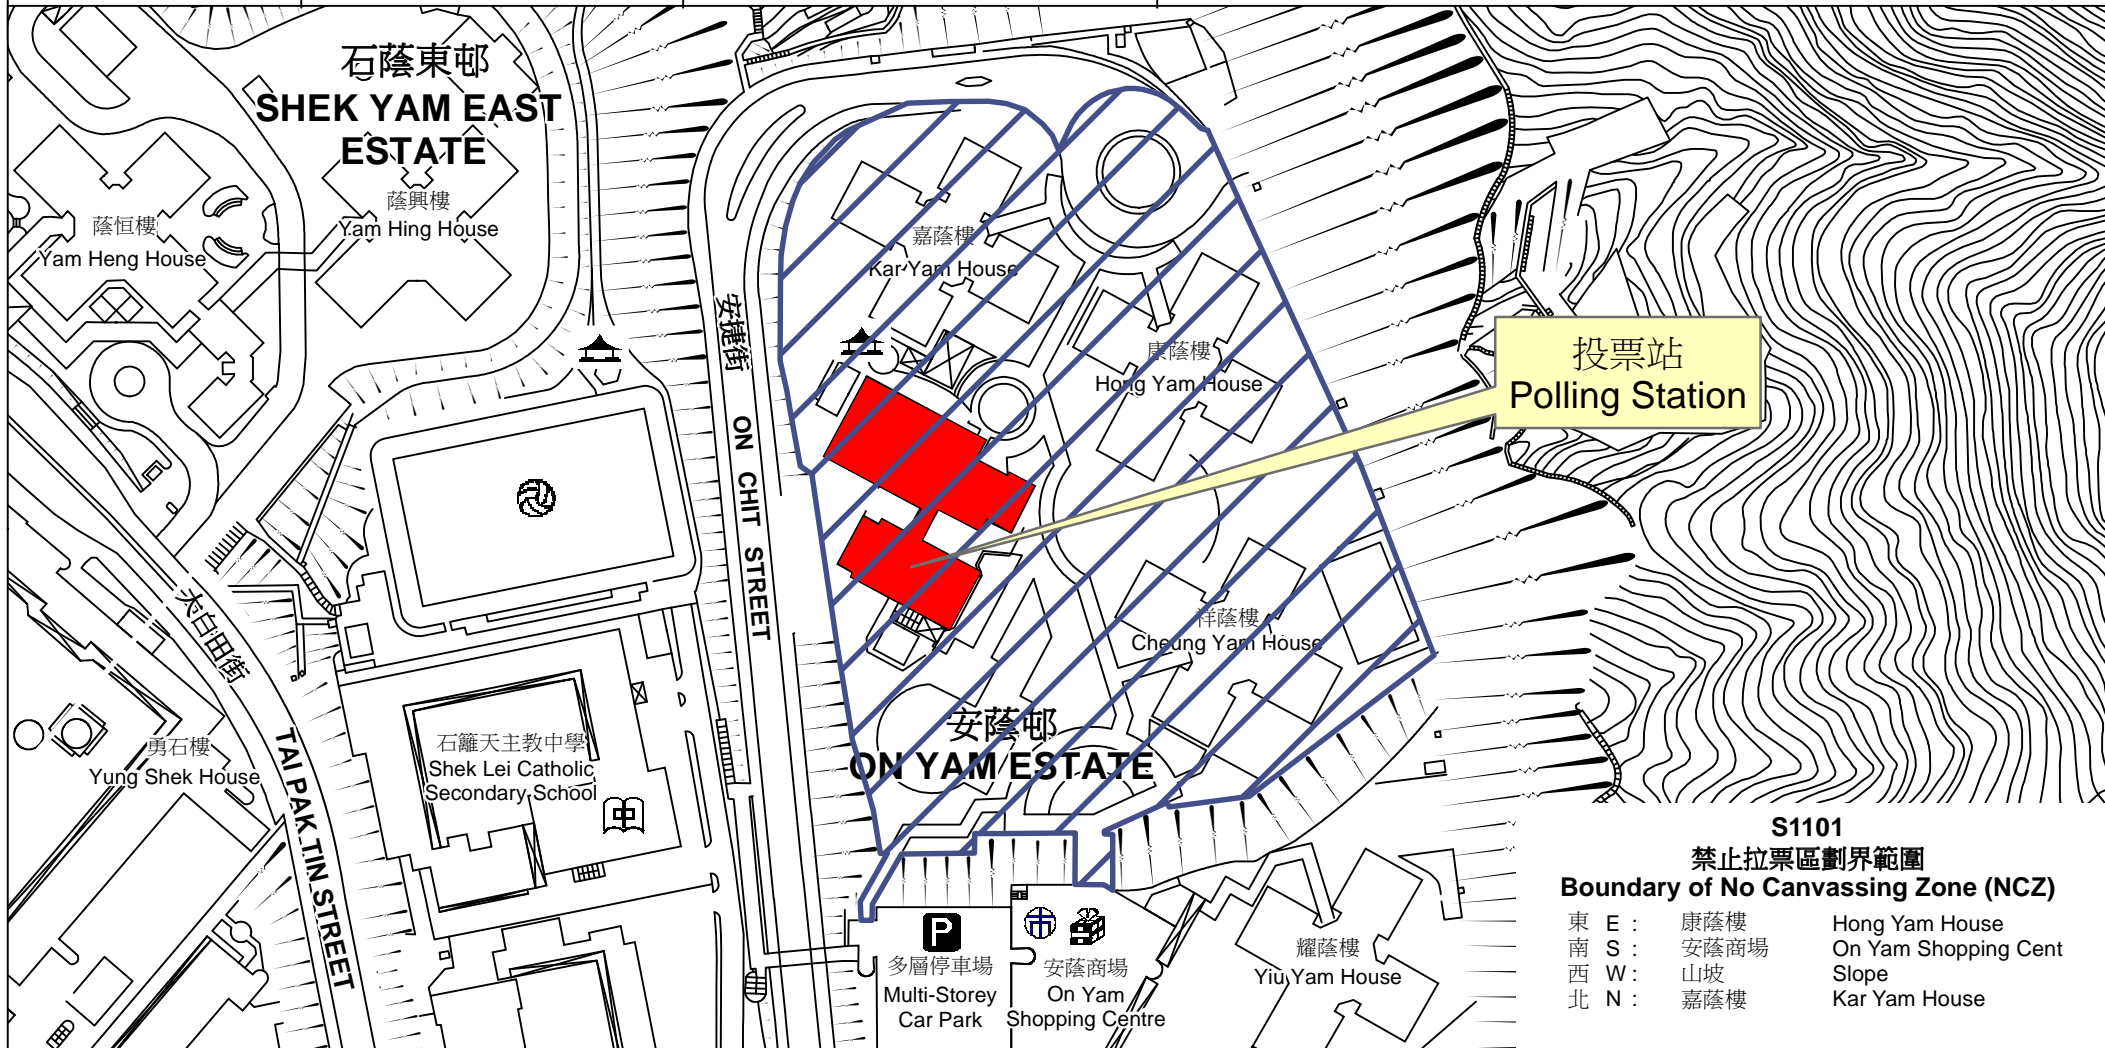 石蔭東邨
SHEK YAM EAST
ESTATE
蔭興樓
Yam Hing House
蔭恒樓
Yam Heng House
嘉蔭樓
Kar Yam House
康蔭樓
Hong Yam House
投票站
Polling Station
安捷街
ON CHIT STREET
大白田街
TAI PAK TIN STREET
祥蔭樓
Cheung Yam House
安蔭邨
ON YAM ESTATE
勇石樓
Yung Shek House
石籬天主教中學
Shek Lei Catholic
Secondary School
中
P
市
多層停車場
Multi-Storey
Car Park
安蔭商場
On Yam
Shopping Centre
耀蔭樓
Yiu Yam House
S1101
禁止拉票區劃界範圍
Boundary of No Canvassing Zone (NCZ)
東 E : 康蔭樓 Hong Yam House
南 S : 安蔭商場 On Yam Shopping Cent
西 W : 山坡 Slope
北 N : 嘉蔭樓 Kar Yam House